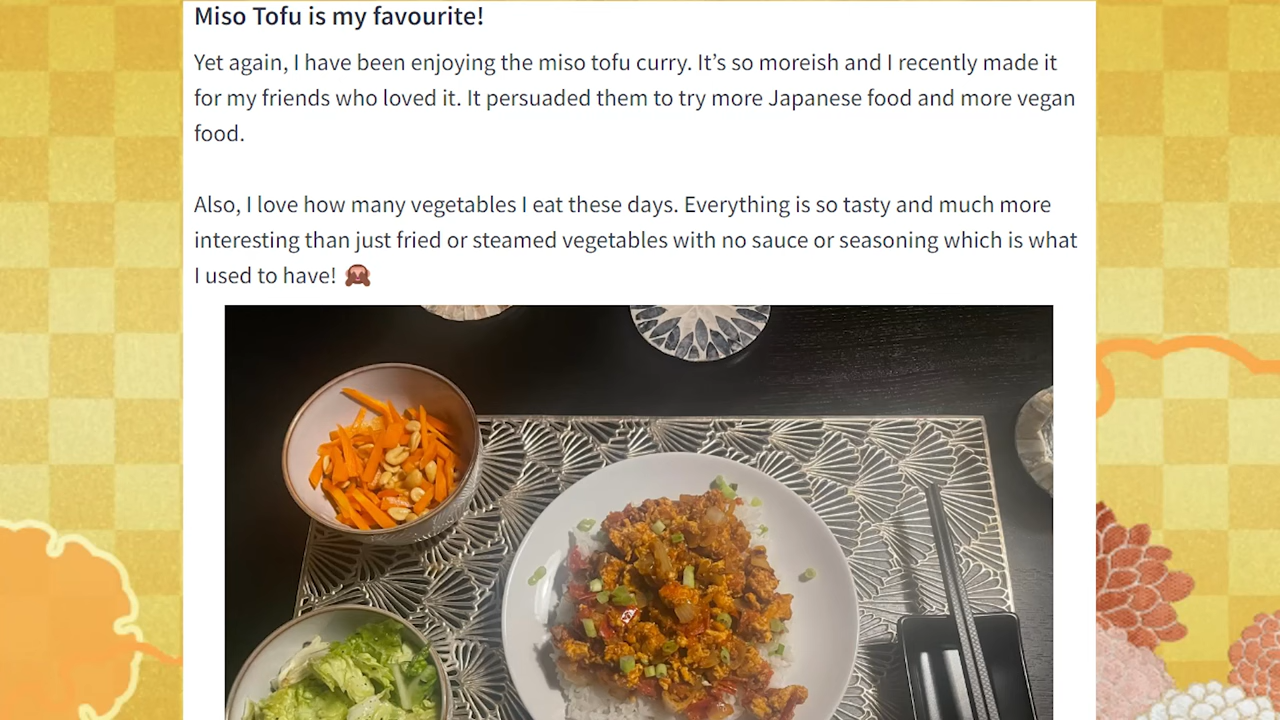 Miso Tofu is my favourite!
Yet again, I have been enjoying the miso tofu curry. It’s so moreish and I recently made it
for my friends who loved it. It persuaded them to try more Japanese food and more vegan
food.
Also, I love how many vegetables I eat these days. Everything is so tasty and much more
interesting than just fried or steamed vegetables with no sauce or seasoning which is what
I used to have! 🙊